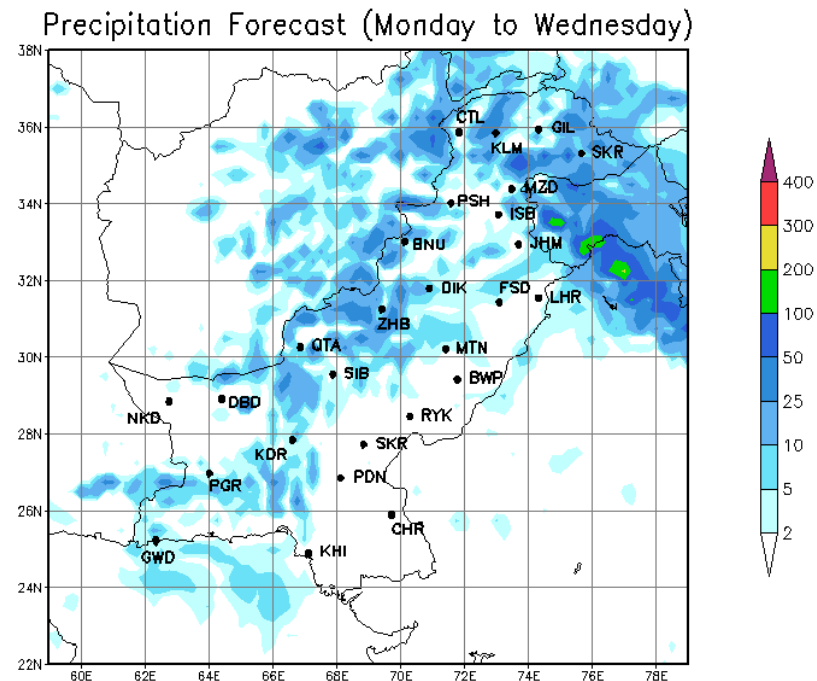 Precipitation Forecast (Monday to Wednesday)
38N
36N
34N
32N
30N
28N
26N
24N
22N
CTL
KLM
GIL
SKR
MZD
PSH
ISB
BNU
JHM
DIK
FSD
LHR
ZHB
QTA
MTN
SIB
BWP
NKD
DBD
RYK
KDR
SKR
PGR
PDN
CHR
GWD
KHI
60E 62E 64E 66E 68E 70E 72E 74E 76E 78E
400
300
200
100
50
25
10
5
2